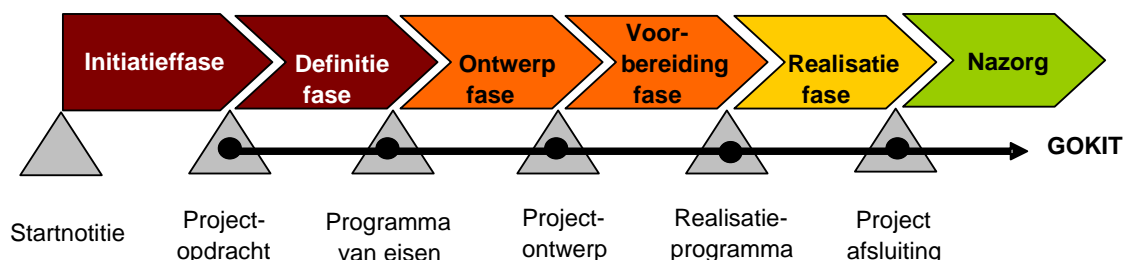 Initiatieffase
Definitie
fase
Ontwerp
fase
Voor-
bereiding
fase
Realisatie
fase
Nazorg
GOKIT
Startnotitie
Project-
opdracht
Programma
van eisen
Project-
ontwerp
Realisatie-
programma
Project
afsluiting